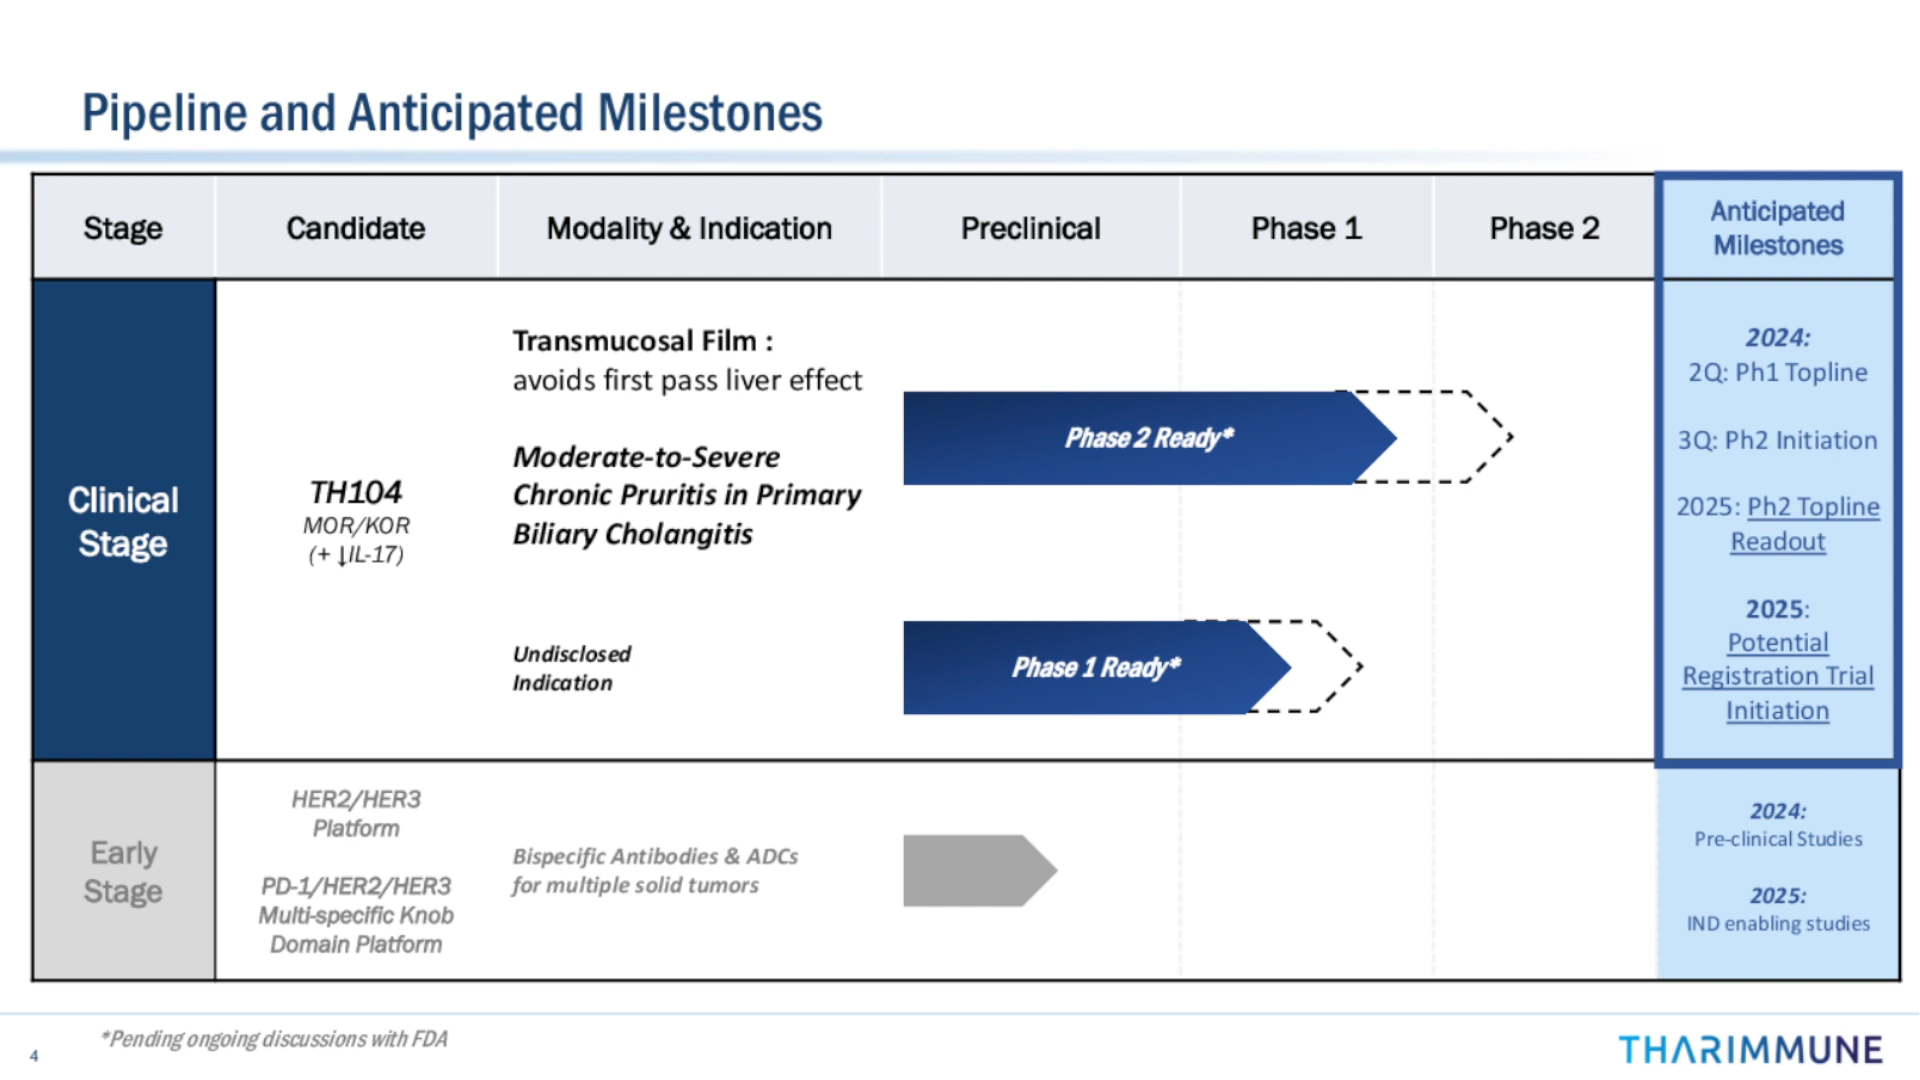 Pipeline and Anticipated Milestones
Stage
Candidate
Modality & Indication
Preclinical
Phase 1
Phase 2
Anticipated
Milestones
Clinical
Stage
TH104
MOR/KOR
(+ ↓IL-17)
Transmucosal Film :
avoids first pass liver effect
Moderate-to-Severe
Chronic Pruritis in Primary
Biliary Cholangitis
Phase 2 Ready*
Undisclosed
Indication
Phase 1 Ready*
2024:
2Q: Ph1 Topline
3Q: Ph2 Initiation
2025: Ph2 Topline
Readout
2025:
Potential
Registration Trial
Initiation
Early
Stage
HER2/HER3
Platform
PD-1/HER2/HER3
Multi-specific Knob
Domain Platform
Bispecific Antibodies & ADCs
for multiple solid tumors
2024:
Pre-clinical Studies
2025:
IND enabling studies
*Pending ongoing discussions with FDA
4
THARIMMUNE